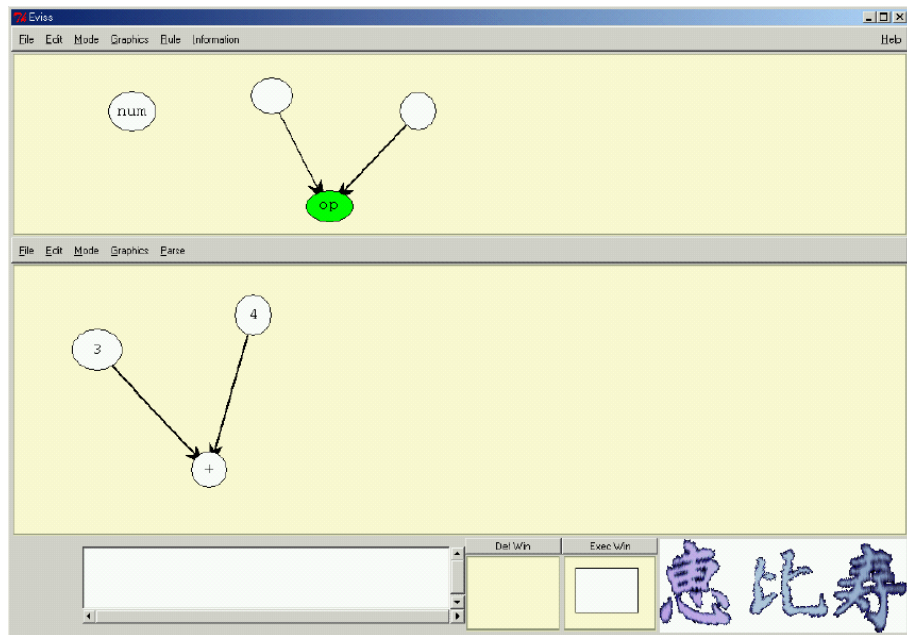 Eviss
File Edit Mode Graphics Rule Information Help
num
op
File Edit Mode Graphics Parse
4
3
+
Del Win Exec Win
恵比寿